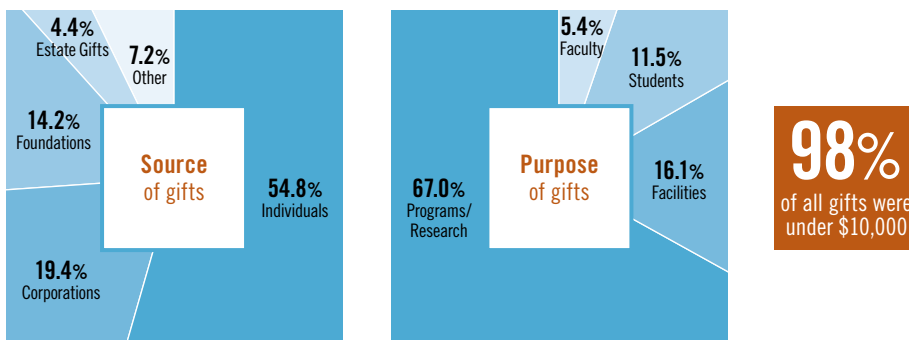 4.4%
Estate Gifts
7.2%
Other
14.2%
Foundations
Source
of gifts
54.8%
Individuals
19.4%
Corporations
5.4%
Faculty
11.5%
Students
16.1%
Facilities
Purpose
of gifts
67.0%
Programs/
Research
98%
of all gifts were
under $10,000